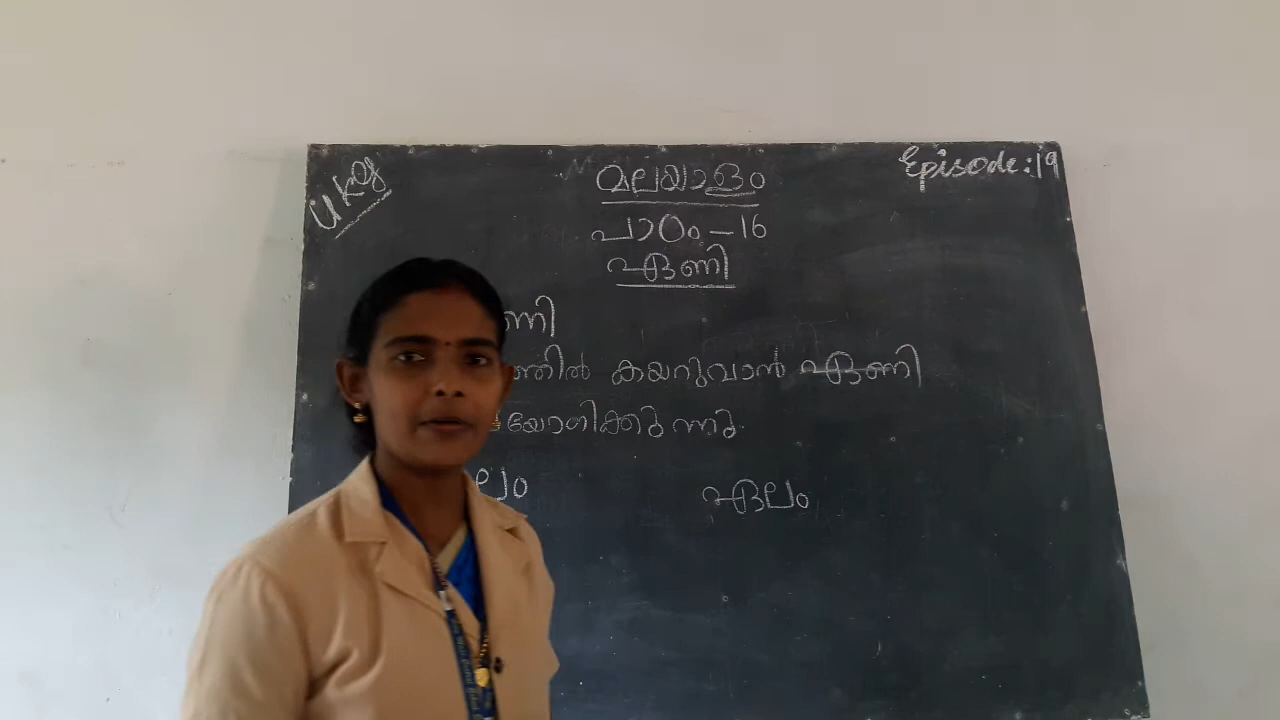 UKG
Episode:19
മലയാളം
പാഠം - 16
ഏണി
ണി
ത്തിൽ കയറുവാൻ ഏണി
യോഗിക്കുന്നു.
ലം ഏലം